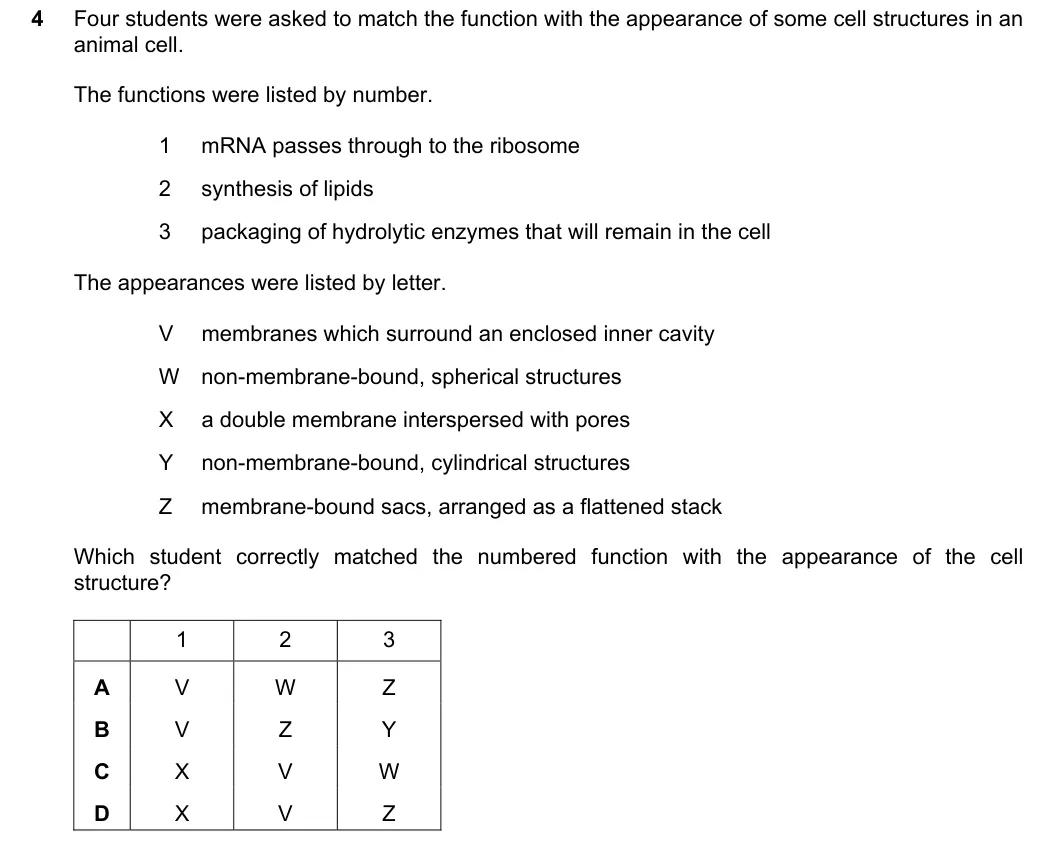 4 Four students were asked to match the function with the appearance of some cell structures in an
animal cell.
The functions were listed by number.
1 mRNA passes through to the ribosome
2 synthesis of lipids
3 packaging of hydrolytic enzymes that will remain in the cell
The appearances were listed by letter.
V membranes which surround an enclosed inner cavity
W non-membrane-bound, spherical structures
X a double membrane interspersed with pores
Y non-membrane-bound, cylindrical structures
Z membrane-bound sacs, arranged as a flattened stack
Which student correctly matched the numbered function with the appearance of the cell
structure?
1 2 3
A V W Z
B V Z Y
C X V W
D X V Z